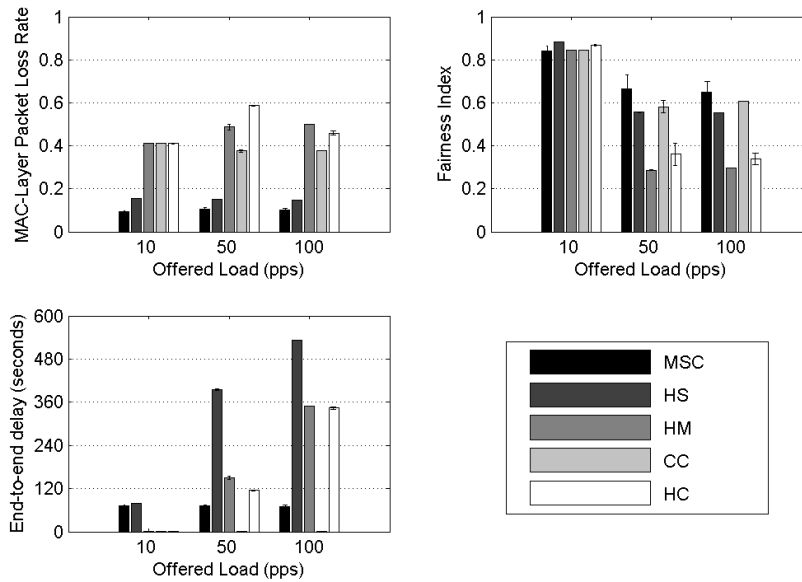 MAC-Layer Packet Loss Rate
1
0.8
0.6
0.4
0.2
0
10 50 100
Offered Load (pps)
Fairness Index
1
0.8
0.6
0.4
0.2
0
10 50 100
Offered Load (pps)
End-to-end delay (seconds)
600
480
360
240
120
0
10 50 100
Offered Load (pps)
MSC
HS
HM
CC
HC